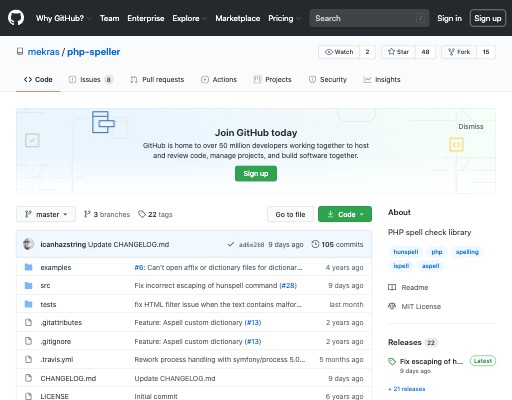 Why GitHub? Team Enterprise Explore Marketplace Pricing Search / Sign in Sign up
mekras / php-speller Watch 2 Star 48 Fork 15
Code Issues 8 Pull requests Actions Projects Security Insights
Join GitHub today
Dismiss
GitHub is home to over 50 million developers working together to host
and review code, manage projects, and build software together.
Sign up
master 3 branches 22 tags Go to file Code
icanhazstring Update CHANGELOG.md ad6e2b8 9 days ago 105 commits
examples #6: Can't open affix or dictionary files for dictionar... 4 years ago
src Fix incorrect escaping of hunspell command (#28) 9 days ago
tests fix HTML filter issue when the text contains malfor... last month
.gitattributes Feature: Aspell custom dictionary (#13) 2 years ago
.gitignore Feature: Aspell custom dictionary (#13) 2 years ago
.travis.yml Rework process handling with symfony/process 5.0... 5 months ago
CHANGELOG.md Update CHANGELOG.md 9 days ago
LICENSE Initial commit 6 years ago
About
PHP spell check library
hunspell php spelling
ispell aspell
Readme
MIT License
Releases 22
Fix escaping of h... Latest
9 days ago
+ 21 releases